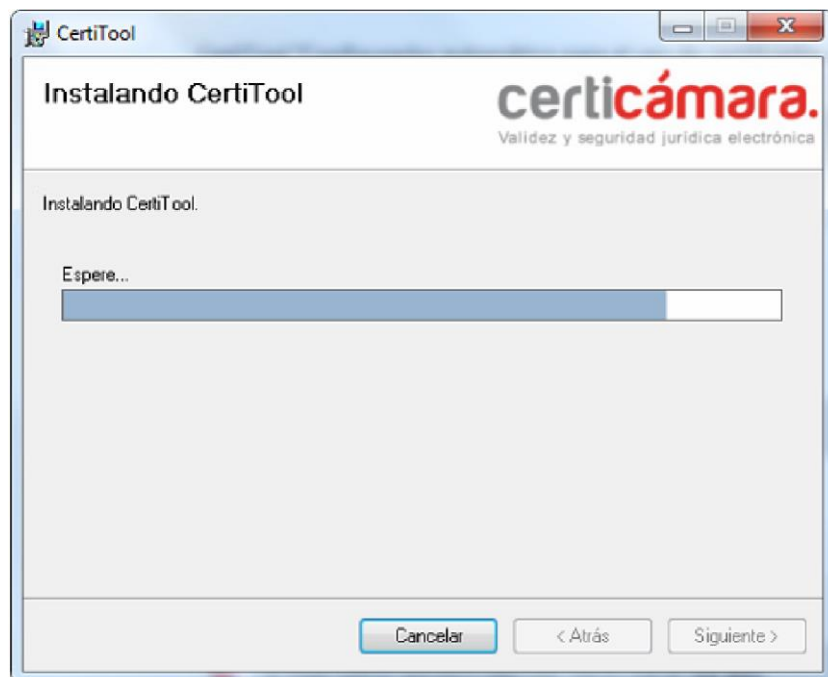 CertiTool
Instalando CertiTool
certicámara.
Validez y seguridad jurídica electrónica
Instalando CertiTool.
Espere...
Cancelar
< Atrás
Siguiente >